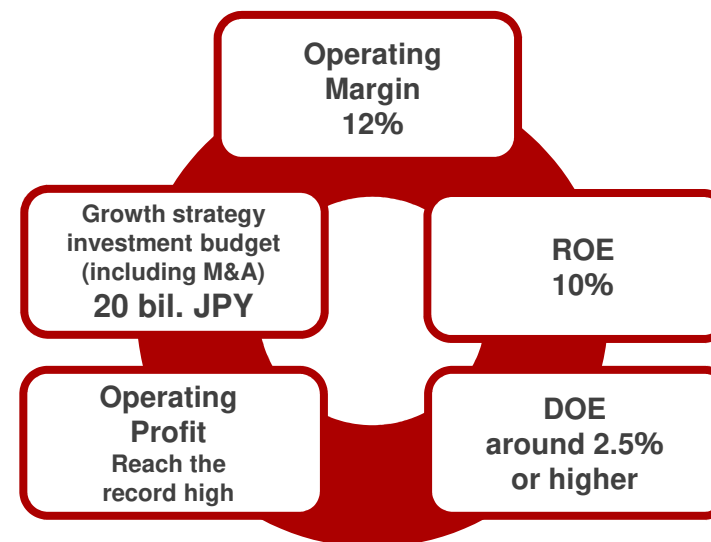 Operating
Margin
12%
Growth strategy
investment budget
(including M&A)
20 bil. JPY
ROE
10%
Operating
Profit
Reach the
record high
DOE
around 2.5%
or higher